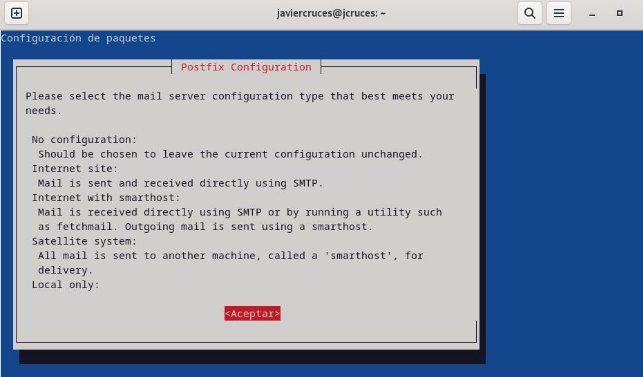 javiercruces@jcruces: ~
Configuración de paquetes
Postfix Configuration
Please select the mail server configuration type that best meets your
needs.
No configuration:
Should be chosen to leave the current configuration unchanged.
Internet site:
Mail is sent and received directly using SMTP.
Internet with smarthost:
Mail is received directly using SMTP or by running a utility such
as fetchmail. Outgoing mail is sent using a smarthost.
Satellite system:
All mail is sent to another machine, called a 'smarthost', for
delivery.
Local only:
<Aceptar>